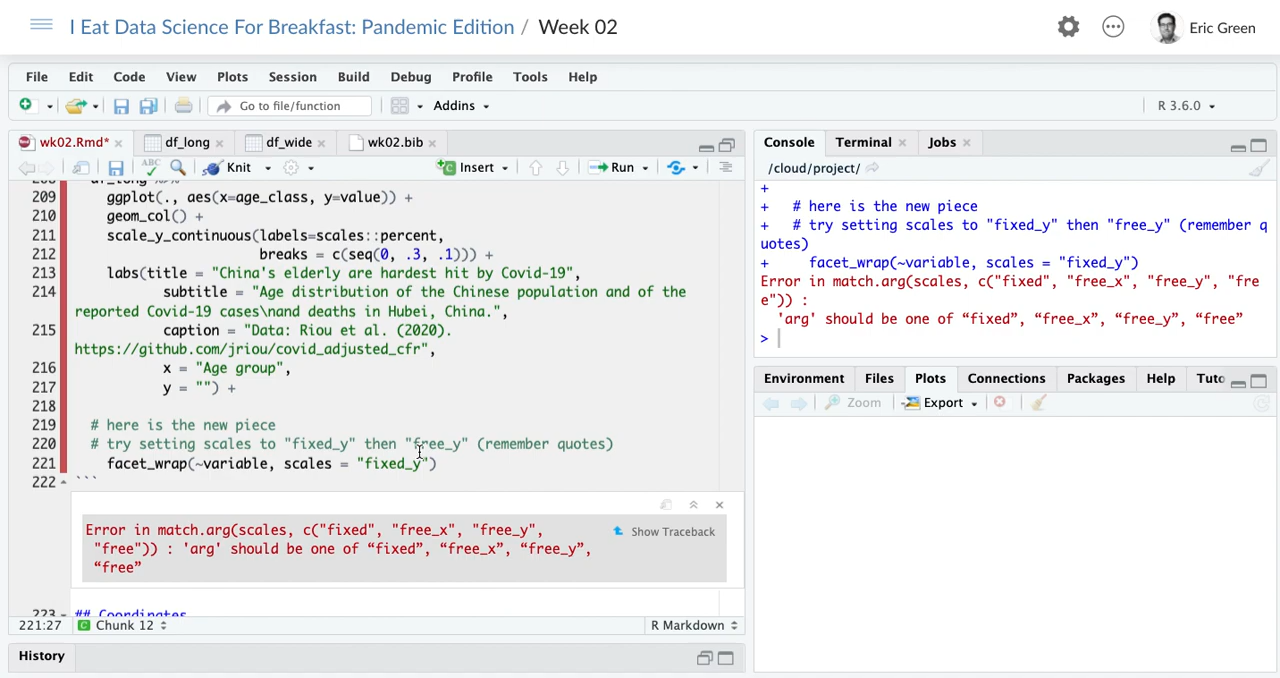 I Eat Data Science For Breakfast: Pandemic Edition / Week 02
Eric Green
File Edit Code View Plots Session Build Debug Profile Tools Help
Go to file/function
Addins
R 3.6.0
wk02.Rmd*
df_long
df_wide
wk02.bib
ABC
Knit
Insert
Run
209 ggplot(., aes(x=age_class, y=value)) +
210 geom_col() +
211 scale_y_continuous(labels=scales::percent,
212 breaks = c(seq(0, .3, .1))) +
213 labs(title = "China's elderly are hardest hit by Covid-19",
214 subtitle = "Age distribution of the Chinese population and of the
reported Covid-19 cases\nand deaths in Hubei, China.",
215 caption = "Data: Riou et al. (2020).
https://github.com/jriou/covid_adjusted_cfr",
216 x = "Age group",
217 y = "") +
218
219 # here is the new piece
220 # try setting scales to "fixed_y" then "free_y" (remember quotes)
221 facet_wrap(~variable, scales = "fixed_y")
222 ```
Error in match.arg(scales, c("fixed", "free_x", "free_y",
"free")) : 'arg' should be one of “fixed”, “free_x”, “free_y”,
“free”
Show Traceback
223 ## Coordinates
221:27
Chunk 12
R Markdown
History
Console Terminal Jobs
/cloud/project/
+
+ # here is the new piece
+ # try setting scales to "fixed_y" then "free_y" (remember q
uotes)
+ facet_wrap(~variable, scales = "fixed_y")
Error in match.arg(scales, c("fixed", "free_x", "free_y", "fre
e")) :
'arg' should be one of “fixed”, “free_x”, “free_y”, “free”
>
Environment Files Plots Connections Packages Help Tuto
Zoom
Export